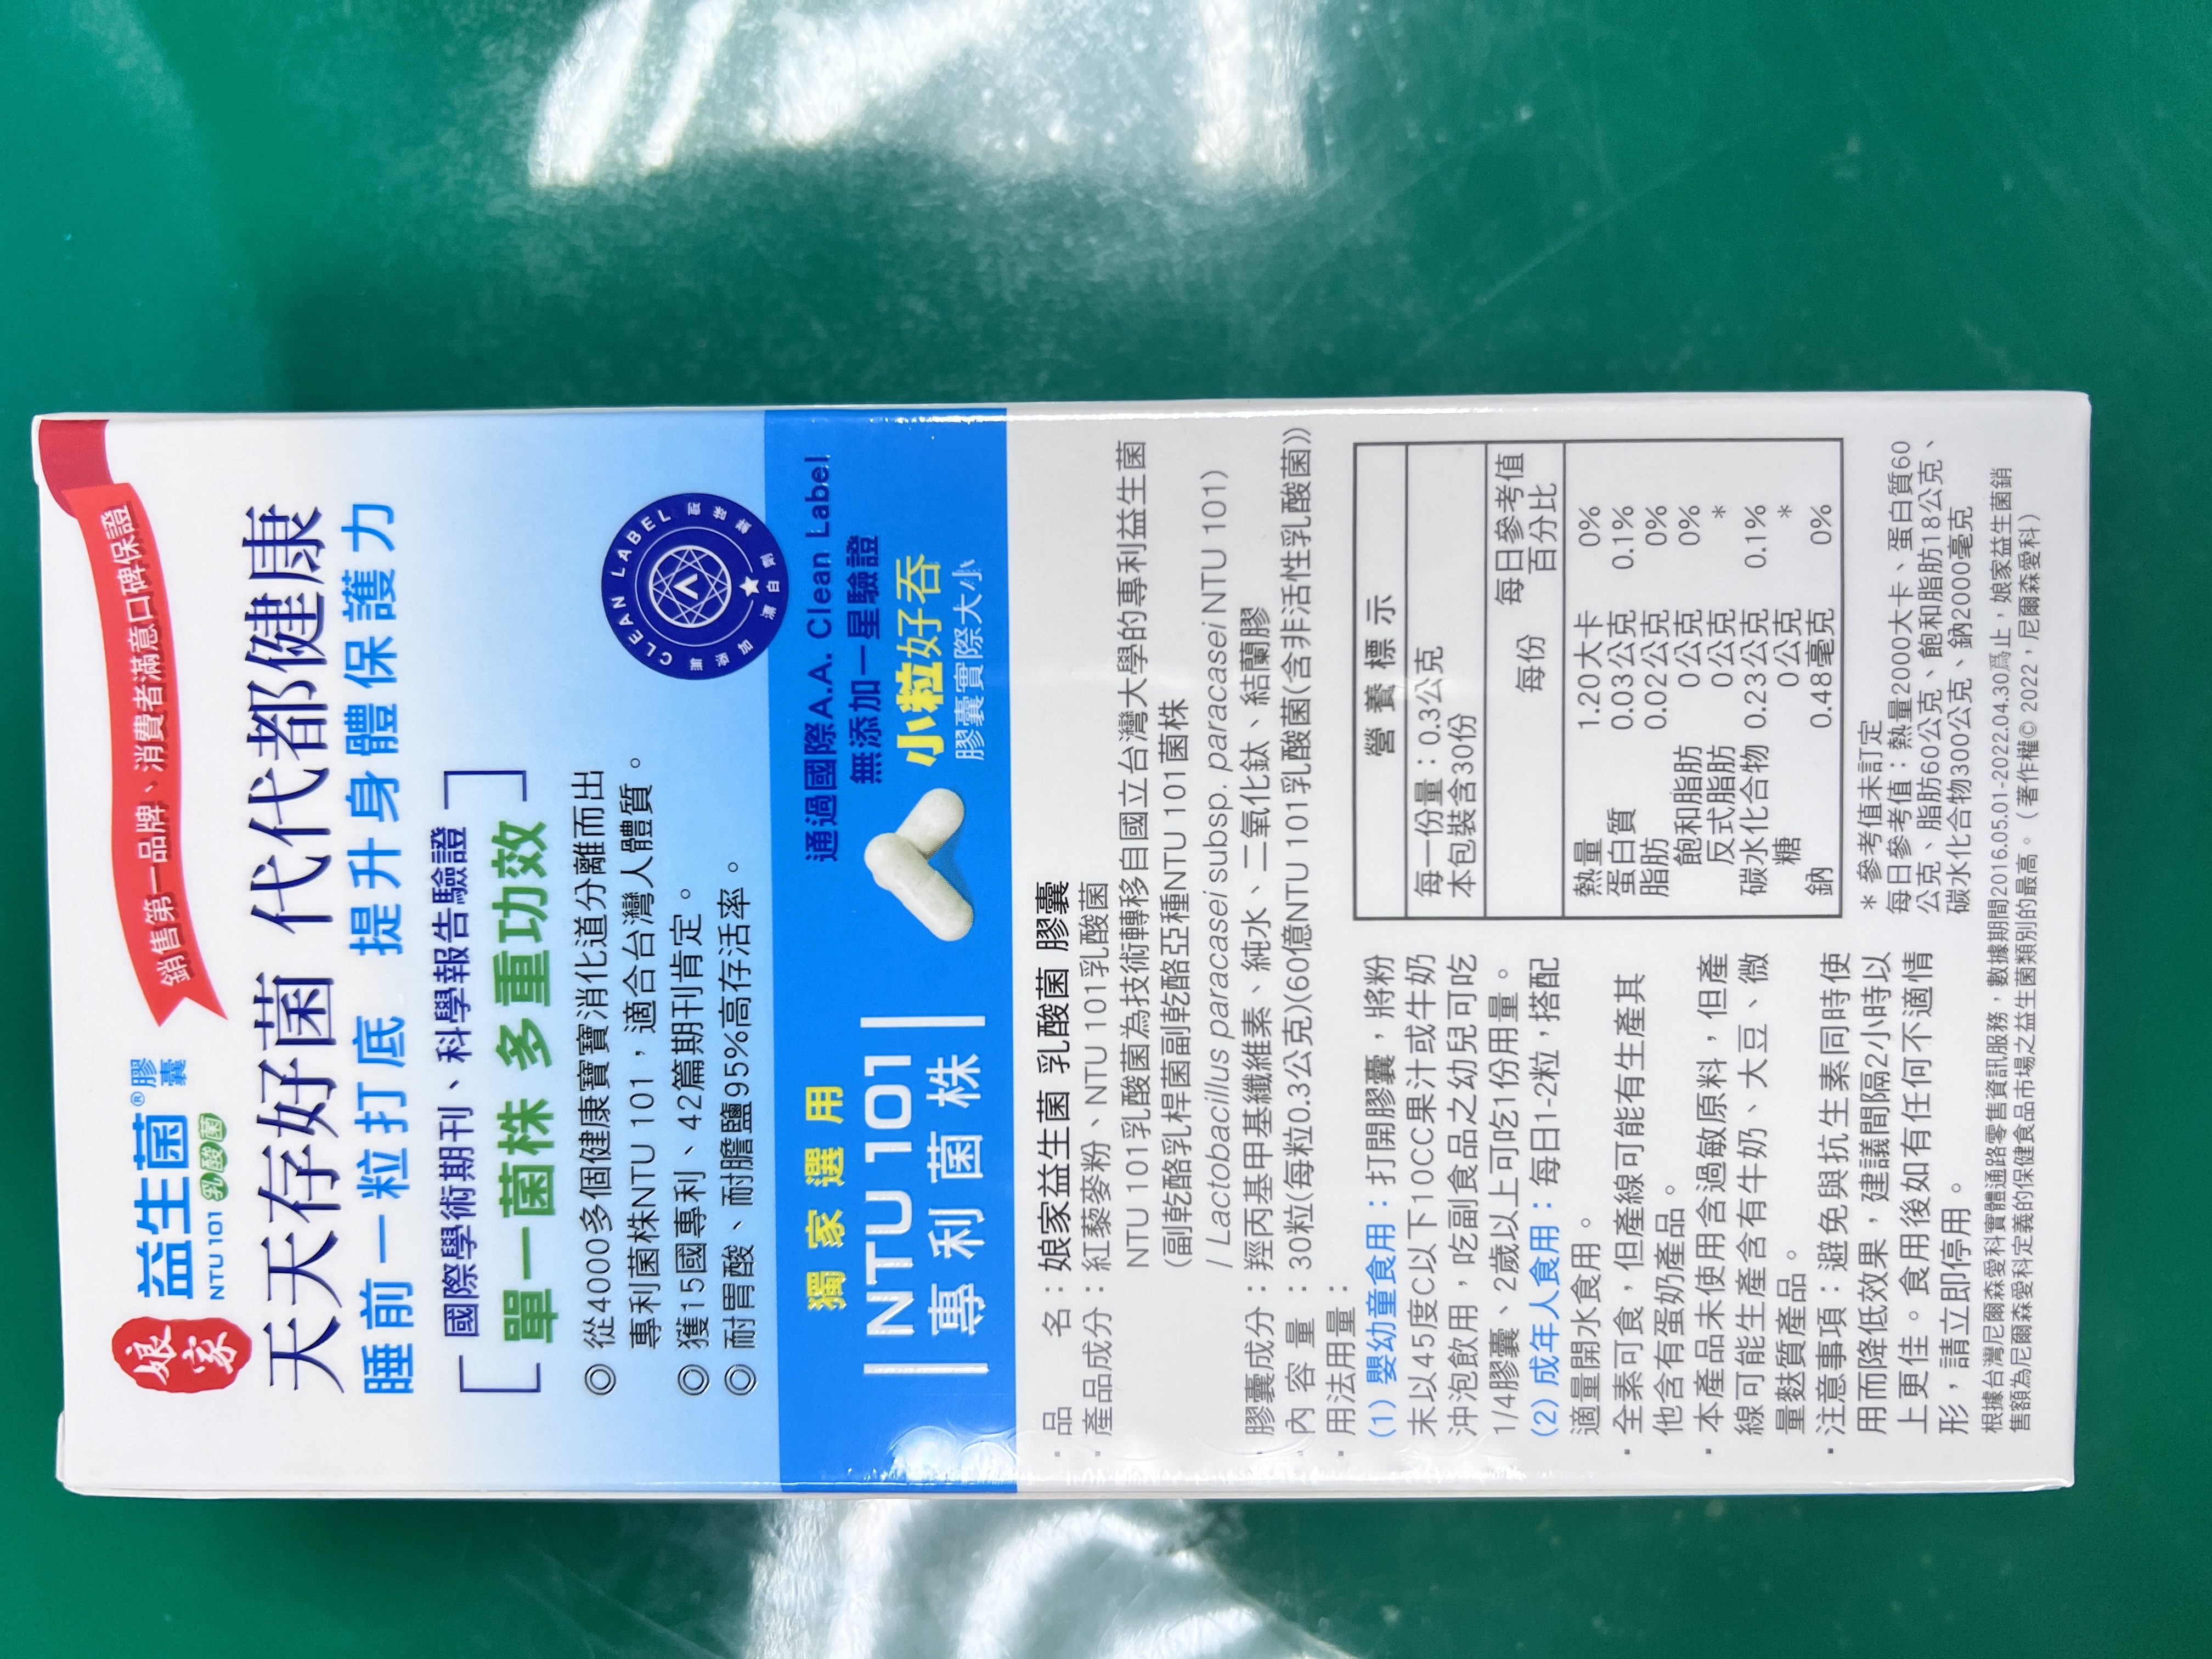 娘家
益生菌®膠囊
NTU 101 乳酸菌
銷售第一品牌、消費者滿意口碑保證
天天存好菌 代代都健康
睡前一粒打底 提升身體保護力
國際學術期刊、科學報告驗證
單一菌株 多重功效
◎從4000多個健康寶寶消化道分離而出
專利菌株NTU 101,適合台灣人體質。
◎獲15國專利、42篇期刊肯定。
◎耐胃酸、耐膽鹽95%高存活率。
CLEAN LABEL
獨家選用
NTU 101
專利菌株
通過國際A.A. Clean Label
無添加一星驗證
小粒好吞
膠囊實際大小
· 品 名:娘家益生菌 乳酸菌 膠囊
· 產品成分:紅藜麥粉、NTU 101乳酸菌
NTU 101乳酸菌為技術轉移自國立台灣大學的專利益生菌
(副乾酪乳桿菌副乾酪亞種NTU 101菌株
/ Lactobacillus paracasei subsp. paracasei NTU 101)
· 膠囊成分:羥丙基甲基纖維素、純水、二氧化鈦、結蘭膠
· 內 容 量:30粒(每粒0.3公克)(60億NTU 101乳酸菌(含非活性乳酸菌))
· 用法用量:
(1) 嬰幼童食用:打開膠囊,將粉
末以45度C以下10CC果汁或牛奶
沖泡飲用,吃副食品之幼兒可吃
1/4膠囊、2歲以上可吃1份用量。
(2) 成年人食用:每日1-2粒,搭配
適量開水食用。
· 全素可食,但產線可能有生產其
他含有蛋奶產品。
· 本產品未使用含過敏原料,但產
線可能生產含有牛奶、大豆、微
量麩質產品。
· 注意事項:避免與抗生素同時使
用而降低效果,建議間隔2小時以
上更佳。食用後如有任何不適情
形,請立即停用。
營養標示
每一份量:0.3公克
本包裝含30份
每份 每日參考值
百分比
熱量 1.20大卡 0%
蛋白質 0.03公克 0.1%
脂肪 0.02公克 0%
飽和脂肪 0公克 0%
反式脂肪 0公克 *
碳水化合物 0.23公克 0.1%
糖 0公克 *
鈉 0.48毫克 0%
* 參考值未訂定
每日參考值:熱量2000大卡、蛋白質60
公克、脂肪60公克、飽和脂肪18公克、
碳水化合物300公克、鈉2000毫克
根據台灣尼爾森愛科實體通路零售資訊服務,數據期間2016.05.01-2022.04.30爲止,娘家益生菌銷
售額為尼爾森愛科定義的保健食品市場之益生菌類別的最高。(著作權© 2022,尼爾森愛科)